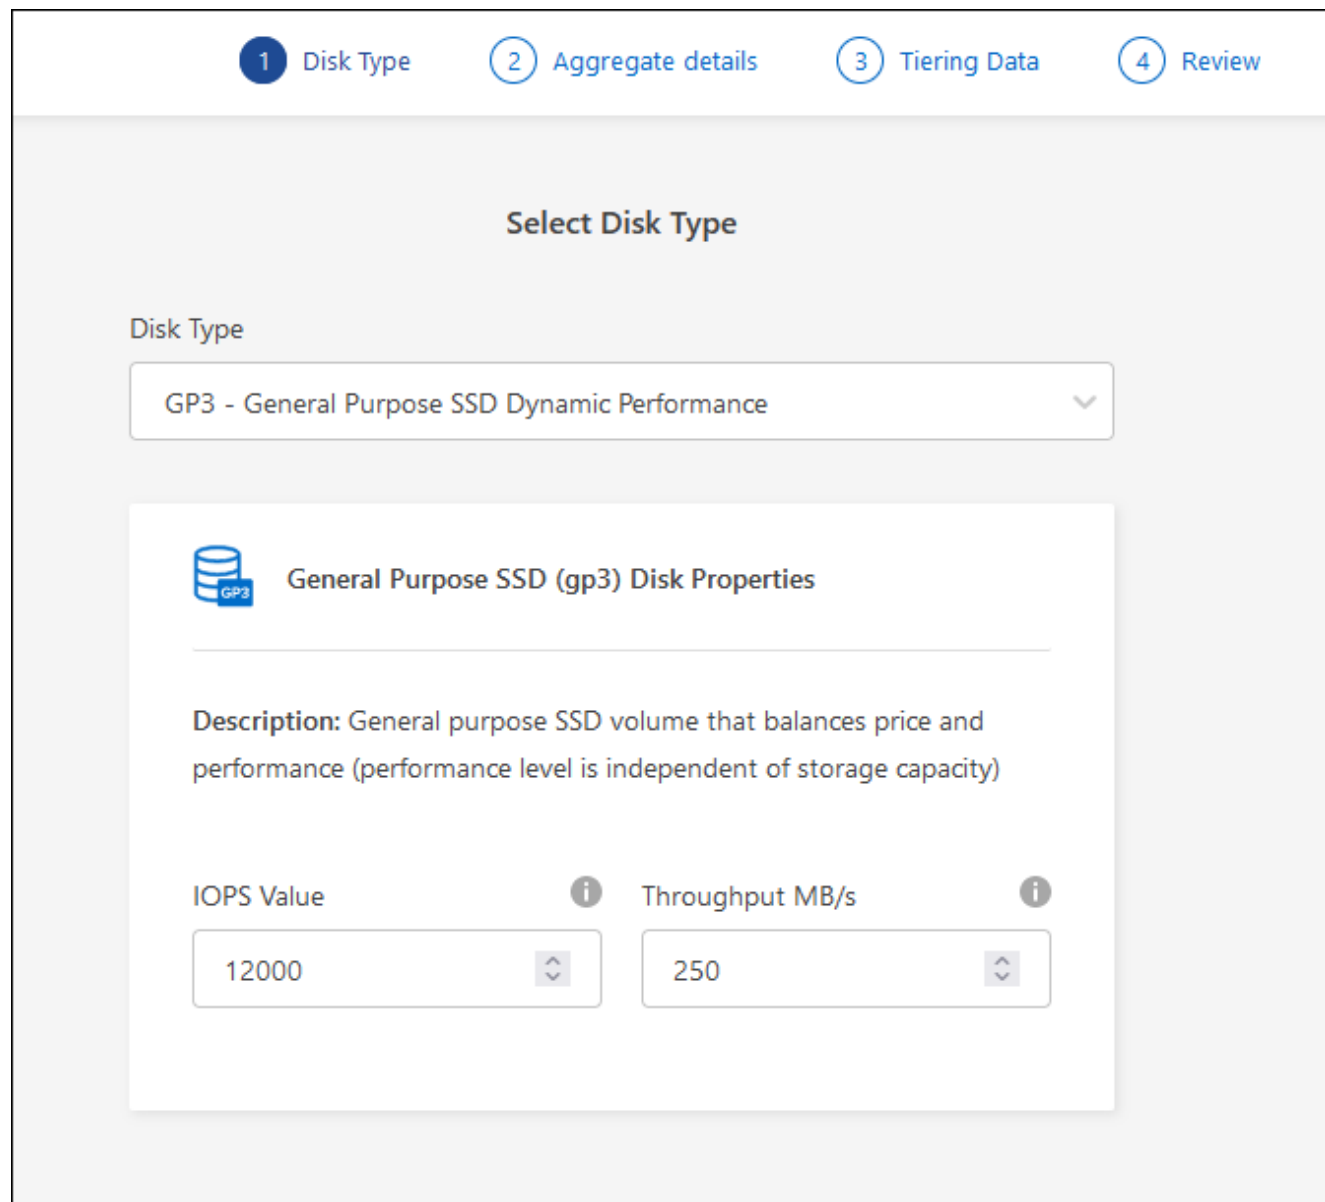 1 Disk Type 2 Aggregate details 3 Tiering Data 4 Review
Select Disk Type
Disk Type
GP3 - General Purpose SSD Dynamic Performance
GP3
General Purpose SSD (gp3) Disk Properties
Description: General purpose SSD volume that balances price and
performance (performance level is independent of storage capacity)
IOPS Value i Throughput MB/s i
12000 250